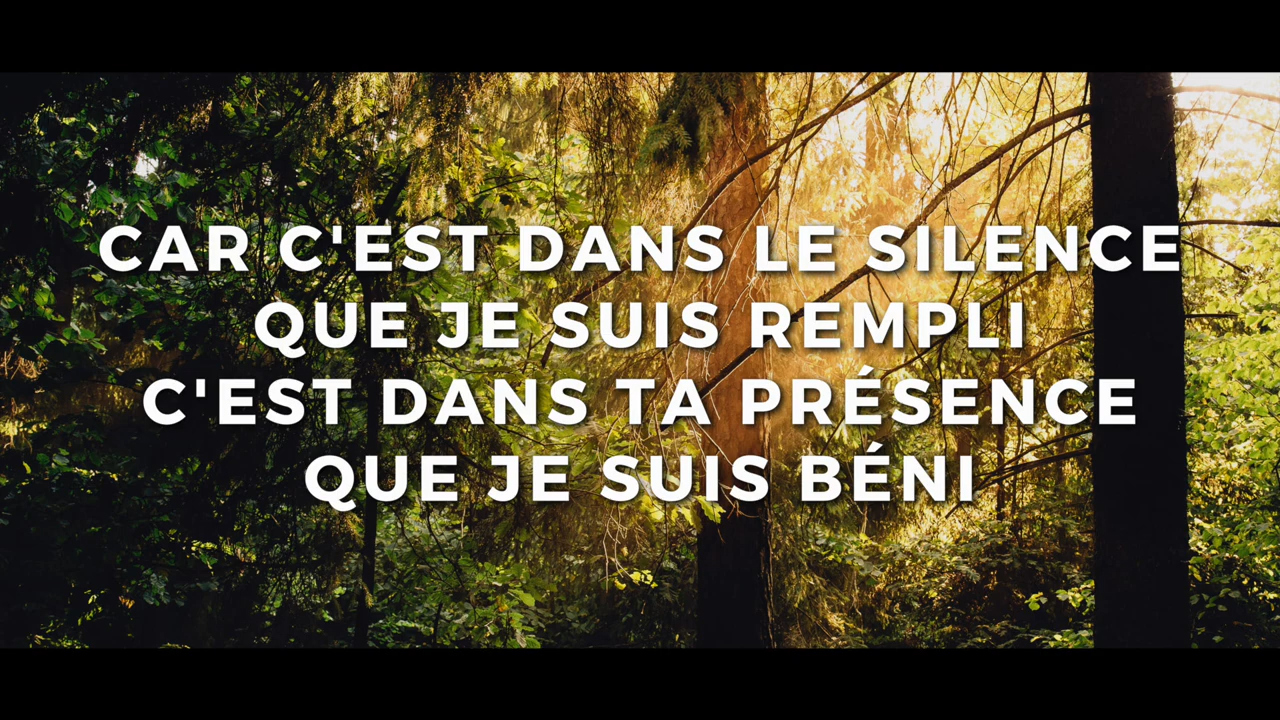 CAR C'EST DANS LE SILENCE
QUE JE SUIS REMPLI
C'EST DANS TA PRÉSENCE
QUE JE SUIS BÉNI